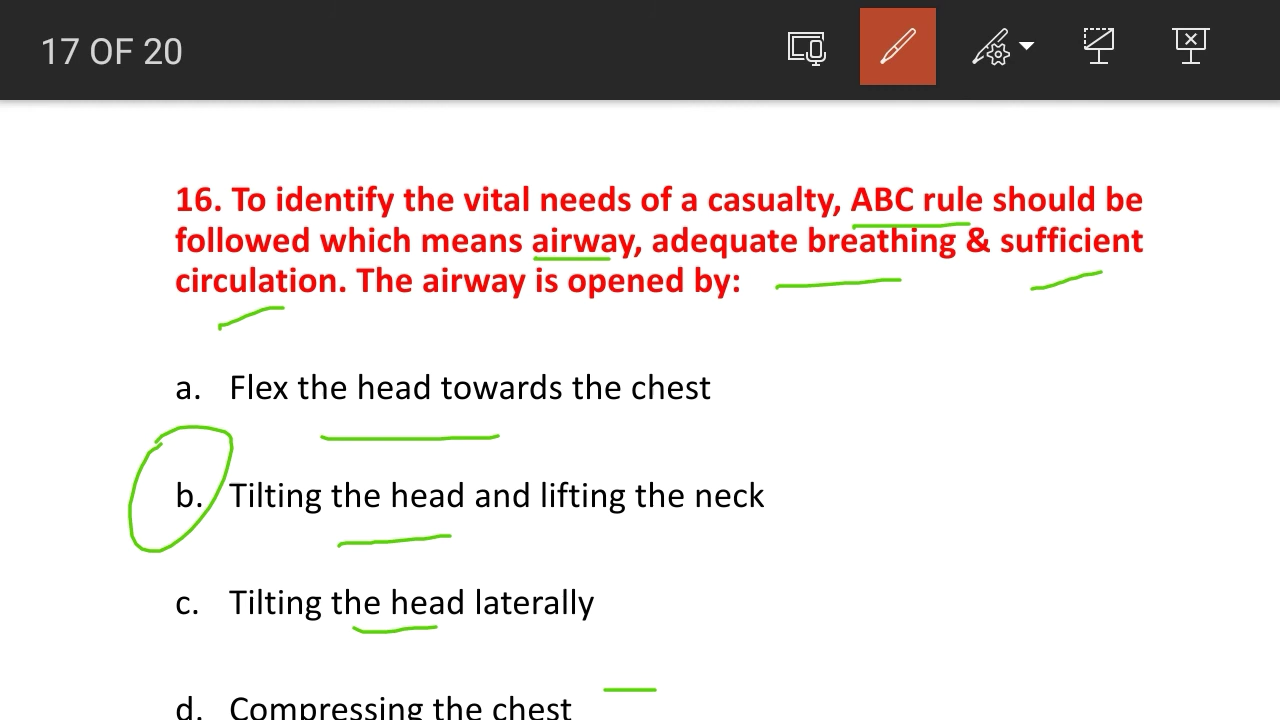 17 OF 20
16. To identify the vital needs of a casualty, ABC rule should be
followed which means airway, adequate breathing & sufficient
circulation. The airway is opened by:
a. Flex the head towards the chest
b. Tilting the head and lifting the neck
c. Tilting the head laterally
d. Compressing the chest